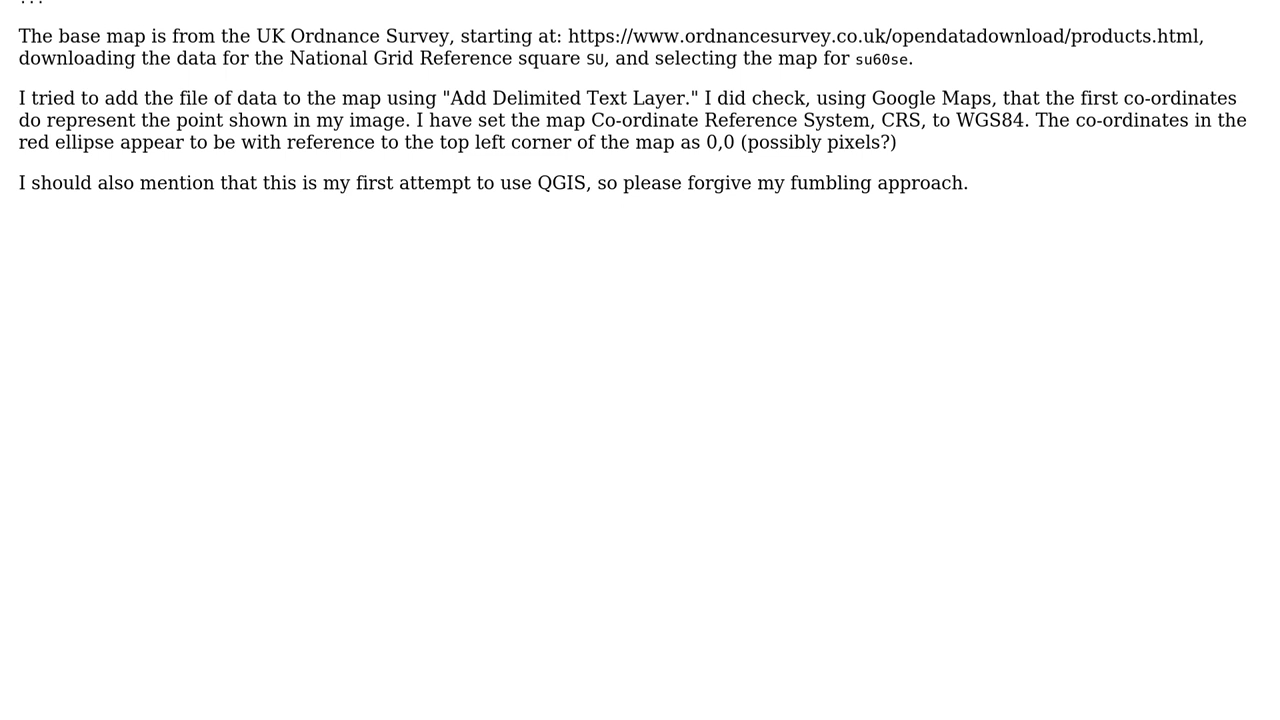 ...
The base map is from the UK Ordnance Survey, starting at: https://www.ordnancesurvey.co.uk/opendatadownload/products.html,
downloading the data for the National Grid Reference square SU, and selecting the map for su60se.
I tried to add the file of data to the map using "Add Delimited Text Layer." I did check, using Google Maps, that the first co-ordinates
do represent the point shown in my image. I have set the map Co-ordinate Reference System, CRS, to WGS84. The co-ordinates in the
red ellipse appear to be with reference to the top left corner of the map as 0,0 (possibly pixels?)
I should also mention that this is my first attempt to use QGIS, so please forgive my fumbling approach.